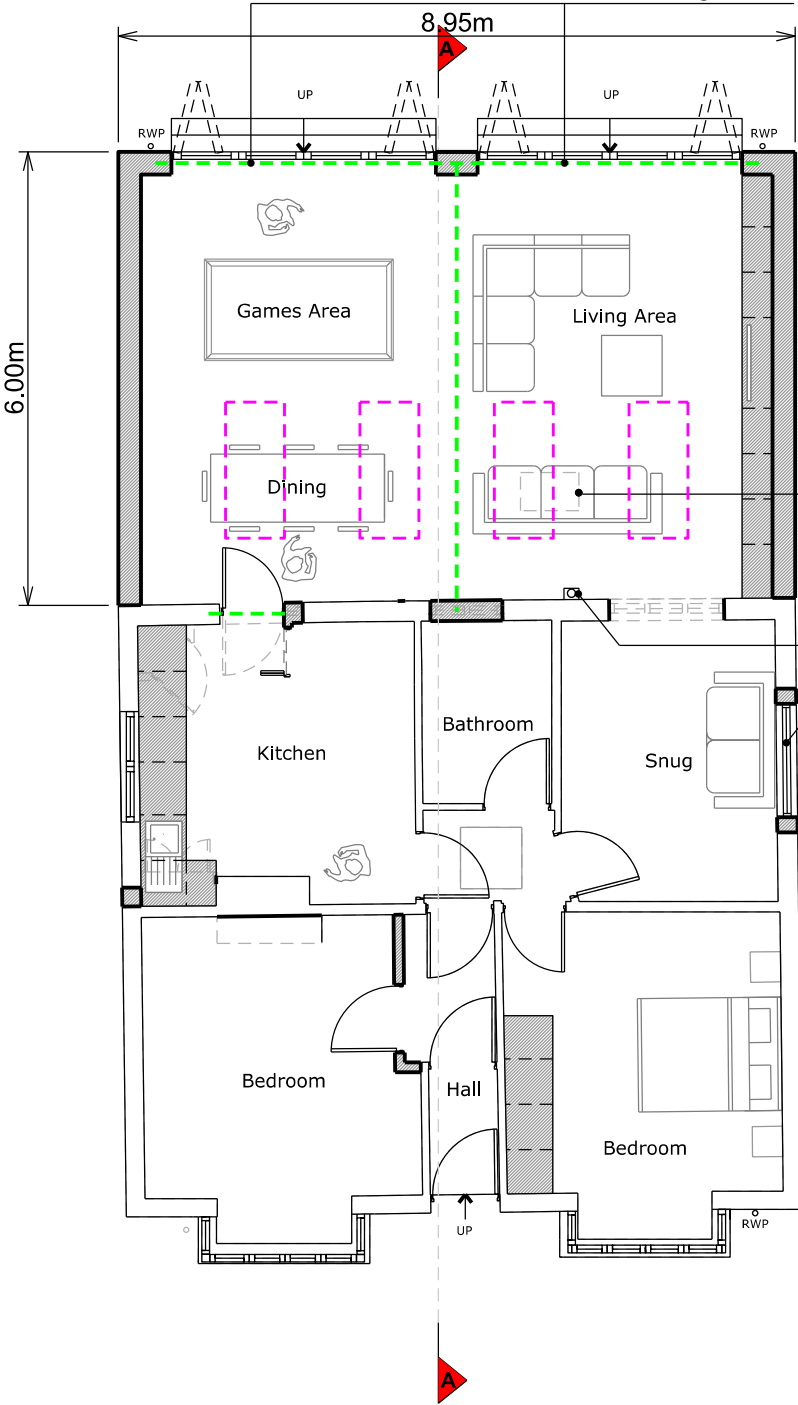 8.95m
A
UP
UP
RWP
RWP
6.00m
Games Area
Living Area
Dining
Kitchen
Bathroom
Snug
Bedroom
Hall
Bedroom
UP
RWP
A